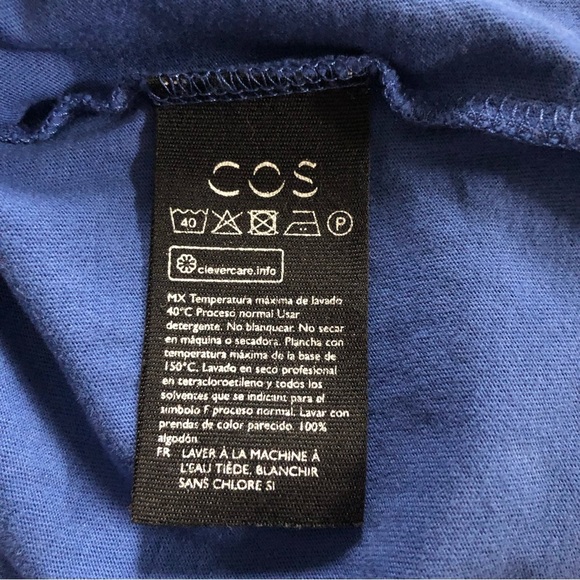 COS
40 P
clevercare.info
MX Temperatura máxima de lavado
40°C Proceso normal Usar
detergente. No blanquear. No secar
en máquina o secadora. Plancha con
temperatura máxima de la base de
150°C. Lavado en seco profesional
en tetracloroetileno y todos los
solventes que se indican para el
símbolo F proceso normal. Lavar con
prendas de color parecido. 100%
algodón
FR LAVER À LA MACHINE À
L'EAU TIÈDE, BLANCHIR
SANS CHLORE SI